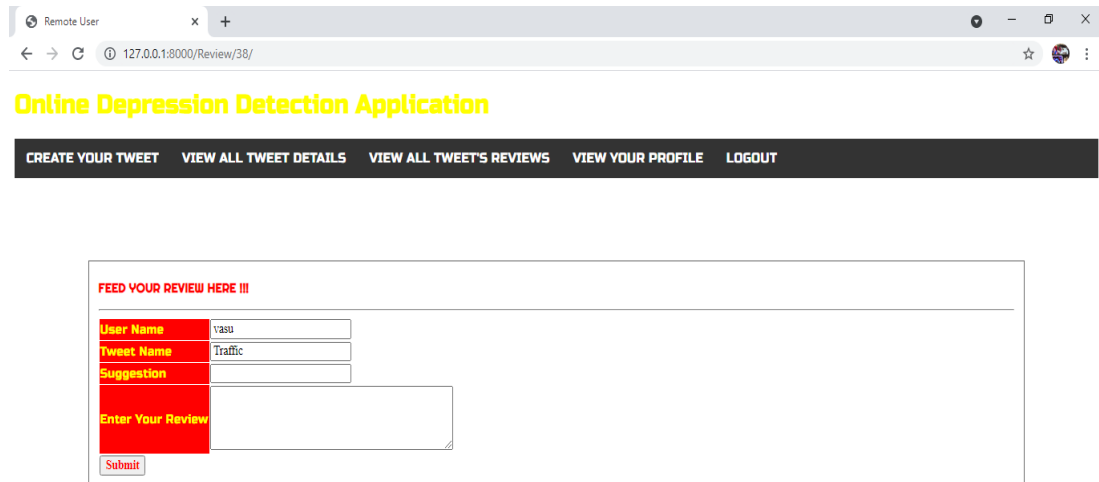 Remote User
127.0.0.1:8000/Review/38/
Online Depression Detection Application
CREATE YOUR TWEET VIEW ALL TWEET DETAILS VIEW ALL TWEET'S REVIEWS VIEW YOUR PROFILE LOGOUT
FEED YOUR REVIEW HERE !!!
User Name vasu
Tweet Name Traffic
Suggestion
Enter Your Review
Submit